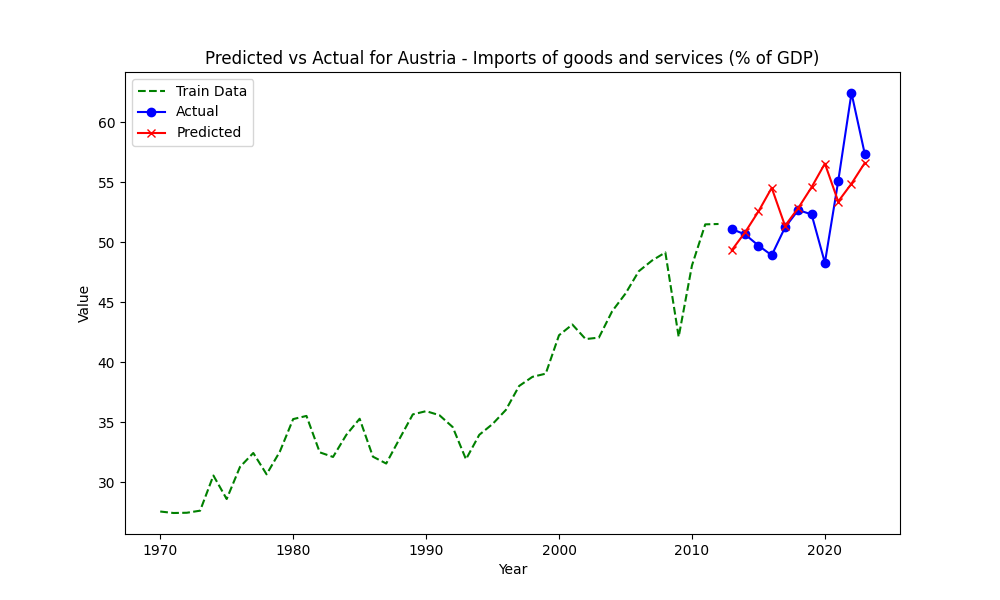 Predicted vs Actual for Austria - Imports of goods and services (% of GDP)
Train Data
Actual
Predicted
Value
60
55
50
45
40
35
30
1970
1980
1990
2000
2010
2020
Year